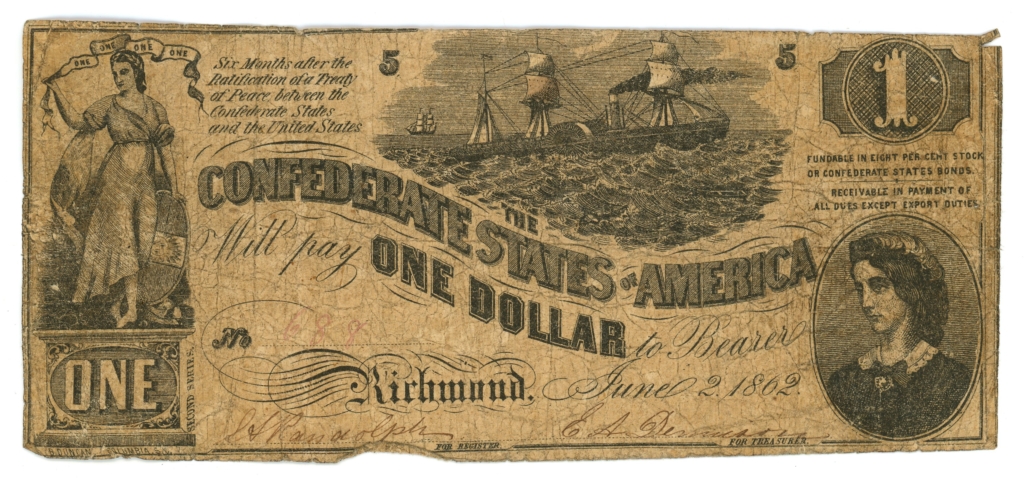 ONE ONE ONE ONE
Six Months after the
Ratification of a Treaty
of Peace between the
Confederate States
and the United States
5
5
1
FUNDABLE IN EIGHT PER CENT STOCK
OR CONFEDERATE STATES BONDS.
RECEIVABLE IN PAYMENT OF
ALL DUES EXCEPT EXPORT DUTIES.
THE
CONFEDERATE STATES OF AMERICA
Will pay ONE DOLLAR to Bearer
No 688
Richmond, June 2. 1862.
ONE
SECOND SERIES.
Randolph FOR REGISTER.
E A FOR TREASURER.